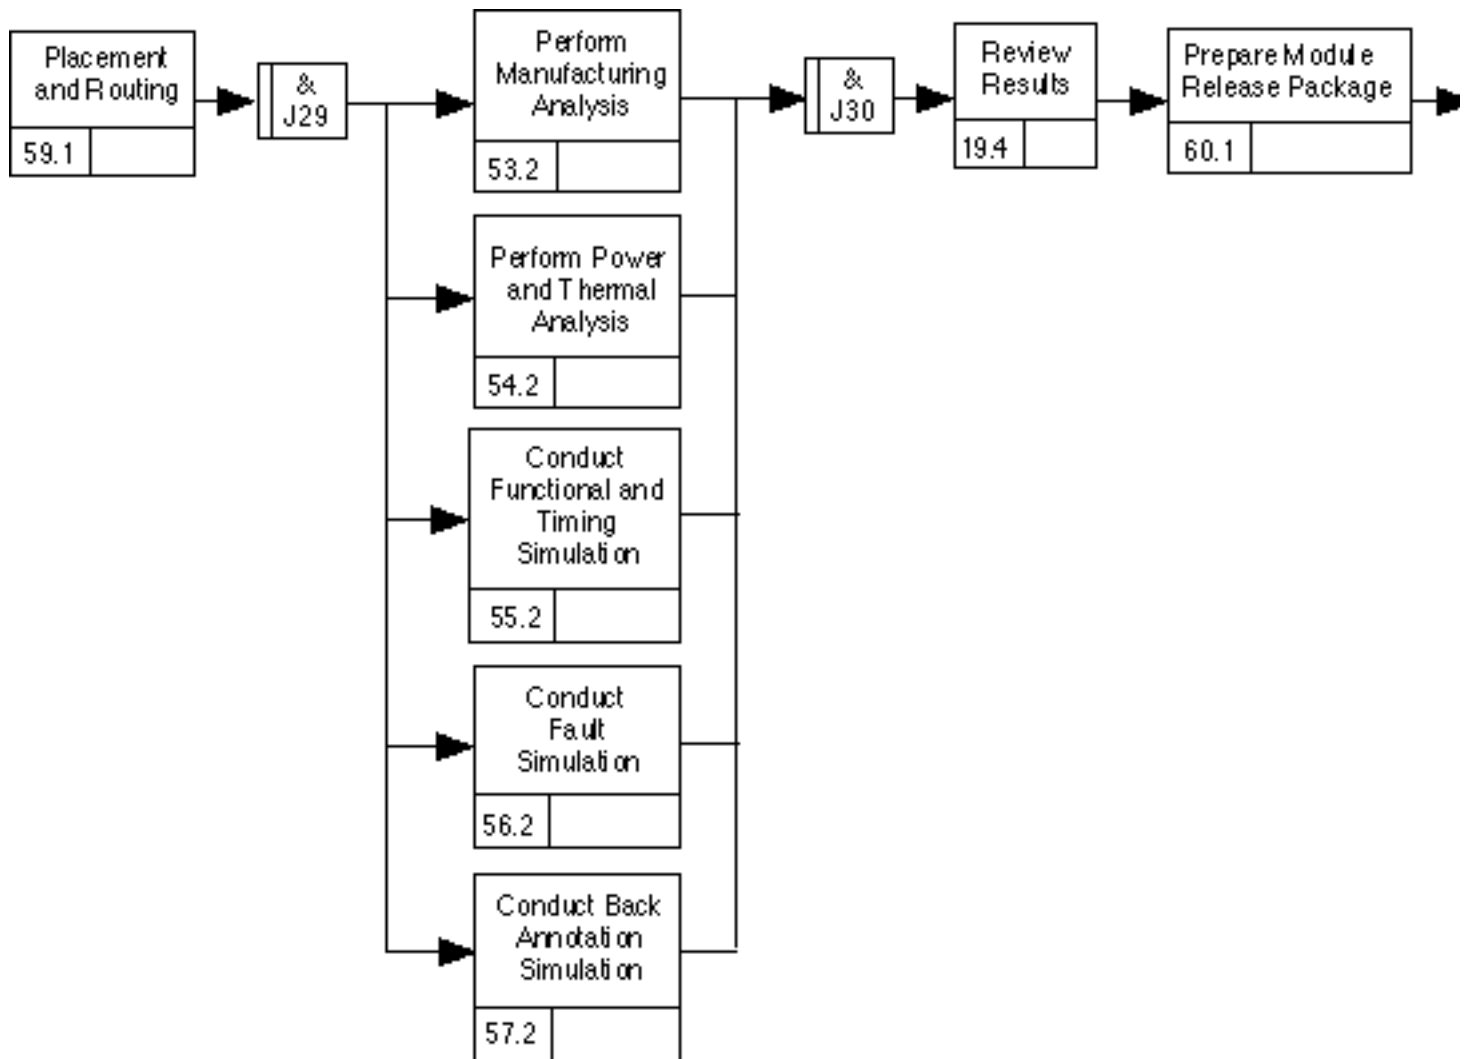 Placement
and Routing
59.1
&
J29
Perform
Manufacturing
Analysis
53.2
Perform Power
and Thermal
Analysis
54.2
Conduct
Functional and
Timing
Simulation
55.2
Conduct
Fault
Simulation
56.2
Conduct Back
Annotation
Simulation
57.2
&
J30
Review
Results
19.4
Prepare Module
Release Package
60.1